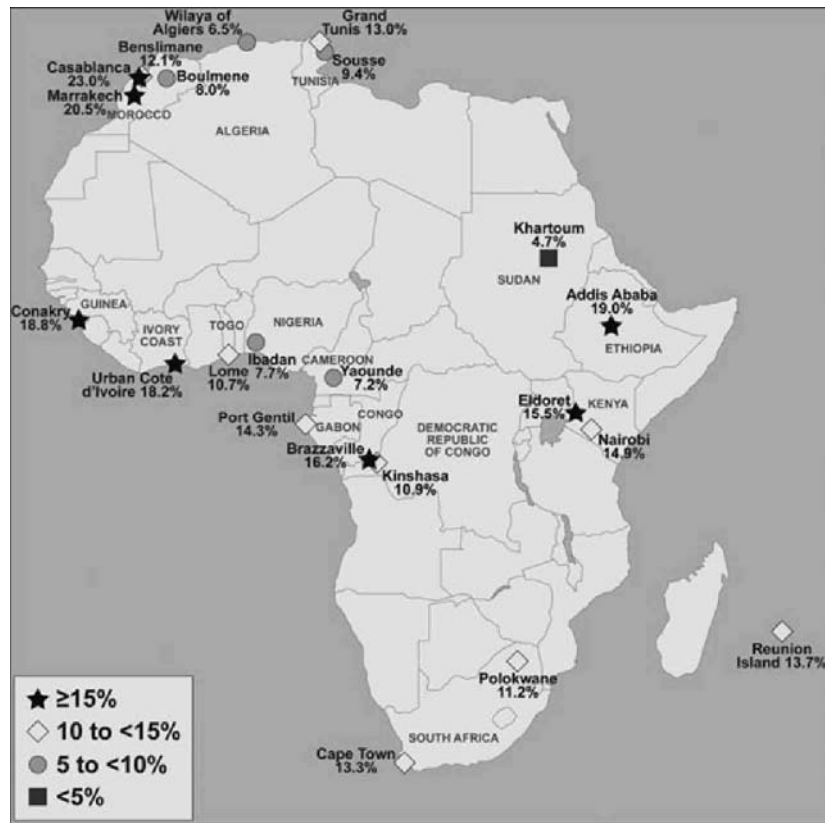 Wilaya of
Algiers 6.5%
Grand
Tunis 13.0%
Benslimane
12.1%
Sousse
9.4%
Casablanca
23.0%
Boulmene
8.0%
TUNISIA
Marrakech
20.5%
MOROCCO
ALGERIA
Khartoum
4.7%
SUDAN
Addis Ababa
19.0%
ETHIOPIA
Conakry
18.8%
GUINEA
IVORY
COAST
TOGO
NIGERIA
Ibadan
7.7%
CAMEROON
Yaounde
7.2%
Lome
10.7%
Urban Cote
d'Ivoire 18.2%
Eldoret
15.5%
KENYA
Nairobi
14.9%
Port Gentil
14.3%
GABON
CONGO
DEMOCRATIC
REPUBLIC
OF CONGO
Brazzaville
16.2%
Kinshasa
10.9%
Reunion
Island 13.7%
Polokwane
11.2%
SOUTH AFRICA
Cape Town
13.3%
≥15%
10 to <15%
5 to <10%
<5%